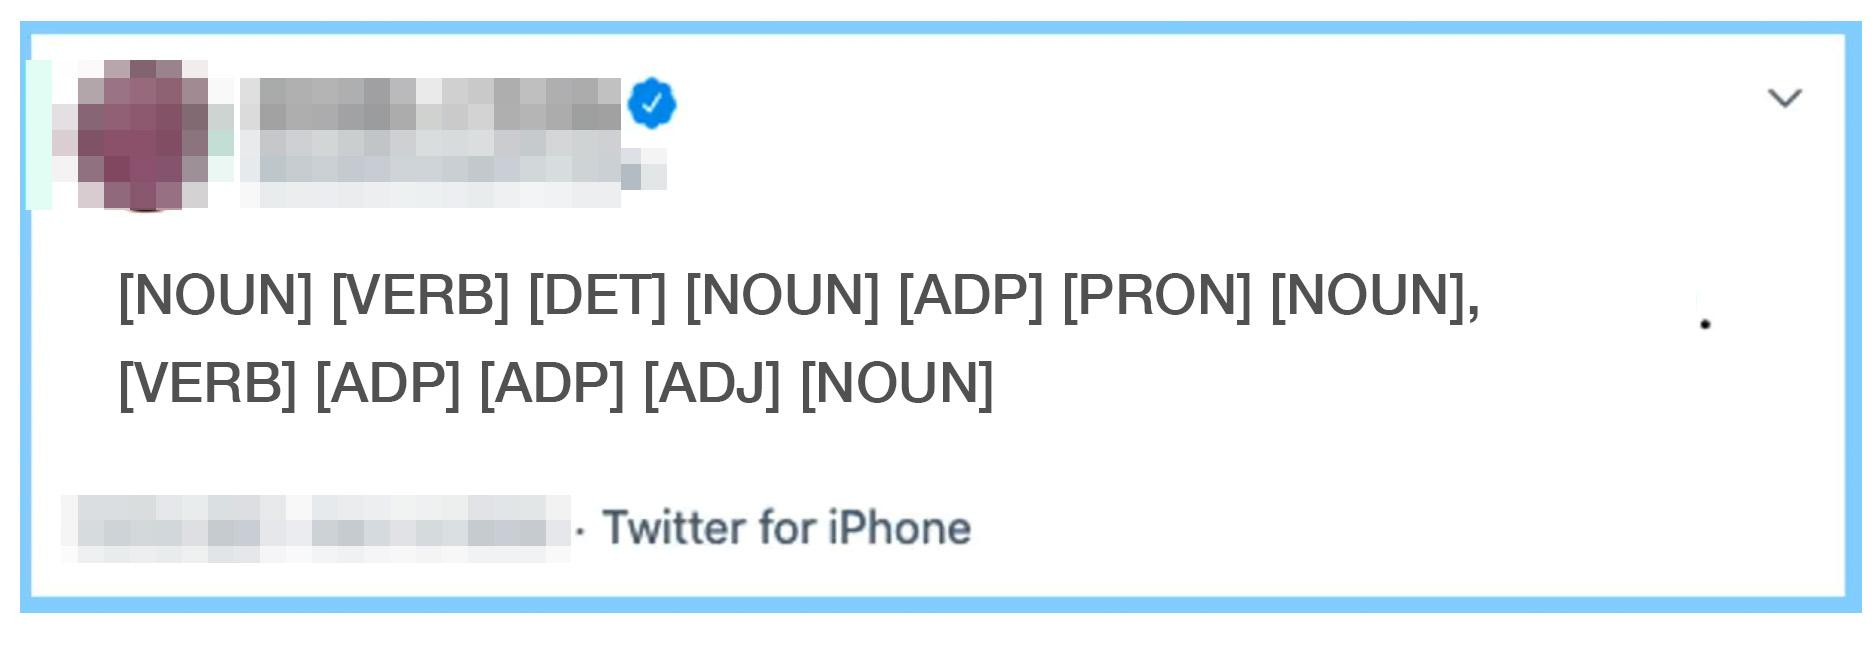 [NOUN] [VERB] [DET] [NOUN] [ADP] [PRON] [NOUN],
[VERB] [ADP] [ADP] [ADJ] [NOUN]
· Twitter for iPhone